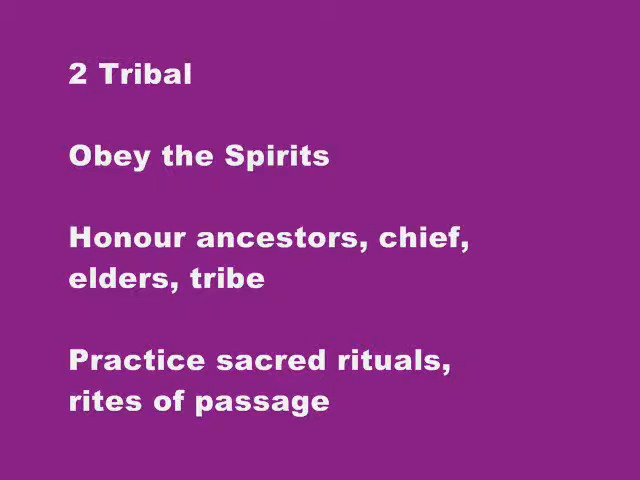 2 Tribal
Obey the Spirits
Honour ancestors, chief,
elders, tribe
Practice sacred rituals,
rites of passage